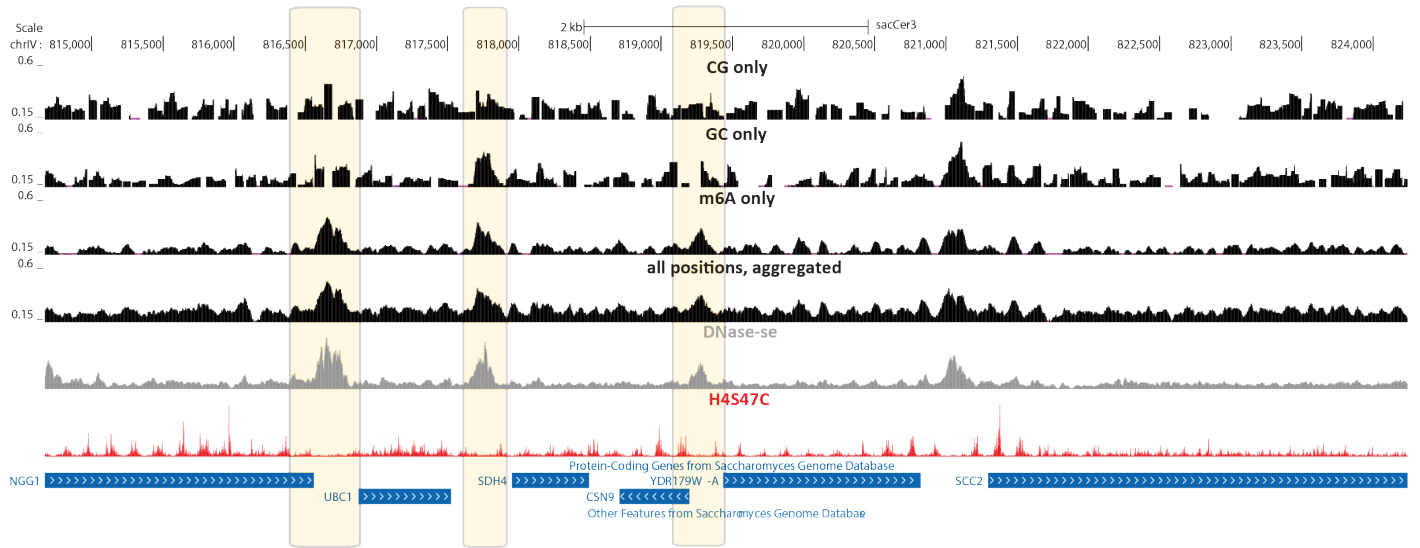 Scale 2 kb sacCer3
chrIV : 815,000 815,500 816,000 816,500 817,000 817,500 818,000 818,500 819,000 819,500 820,000 820,500 821,000 821,500 822,000 822,500 823,000 823,500 824,000
0.6 _ CG only
0.15 _
0.6 _ GC only
0.15 _
0.6 _ m6A only
0.15 _
0.6 _ all positions, aggregated
0.15 _
DNase-se
H4S47C
Protein-Coding Genes from Saccharomyces Genome Database
NGG1 SDH4 YDR179W -A SCC2
UBC1 CSN9
Other Features from Saccharomyces Genome Database